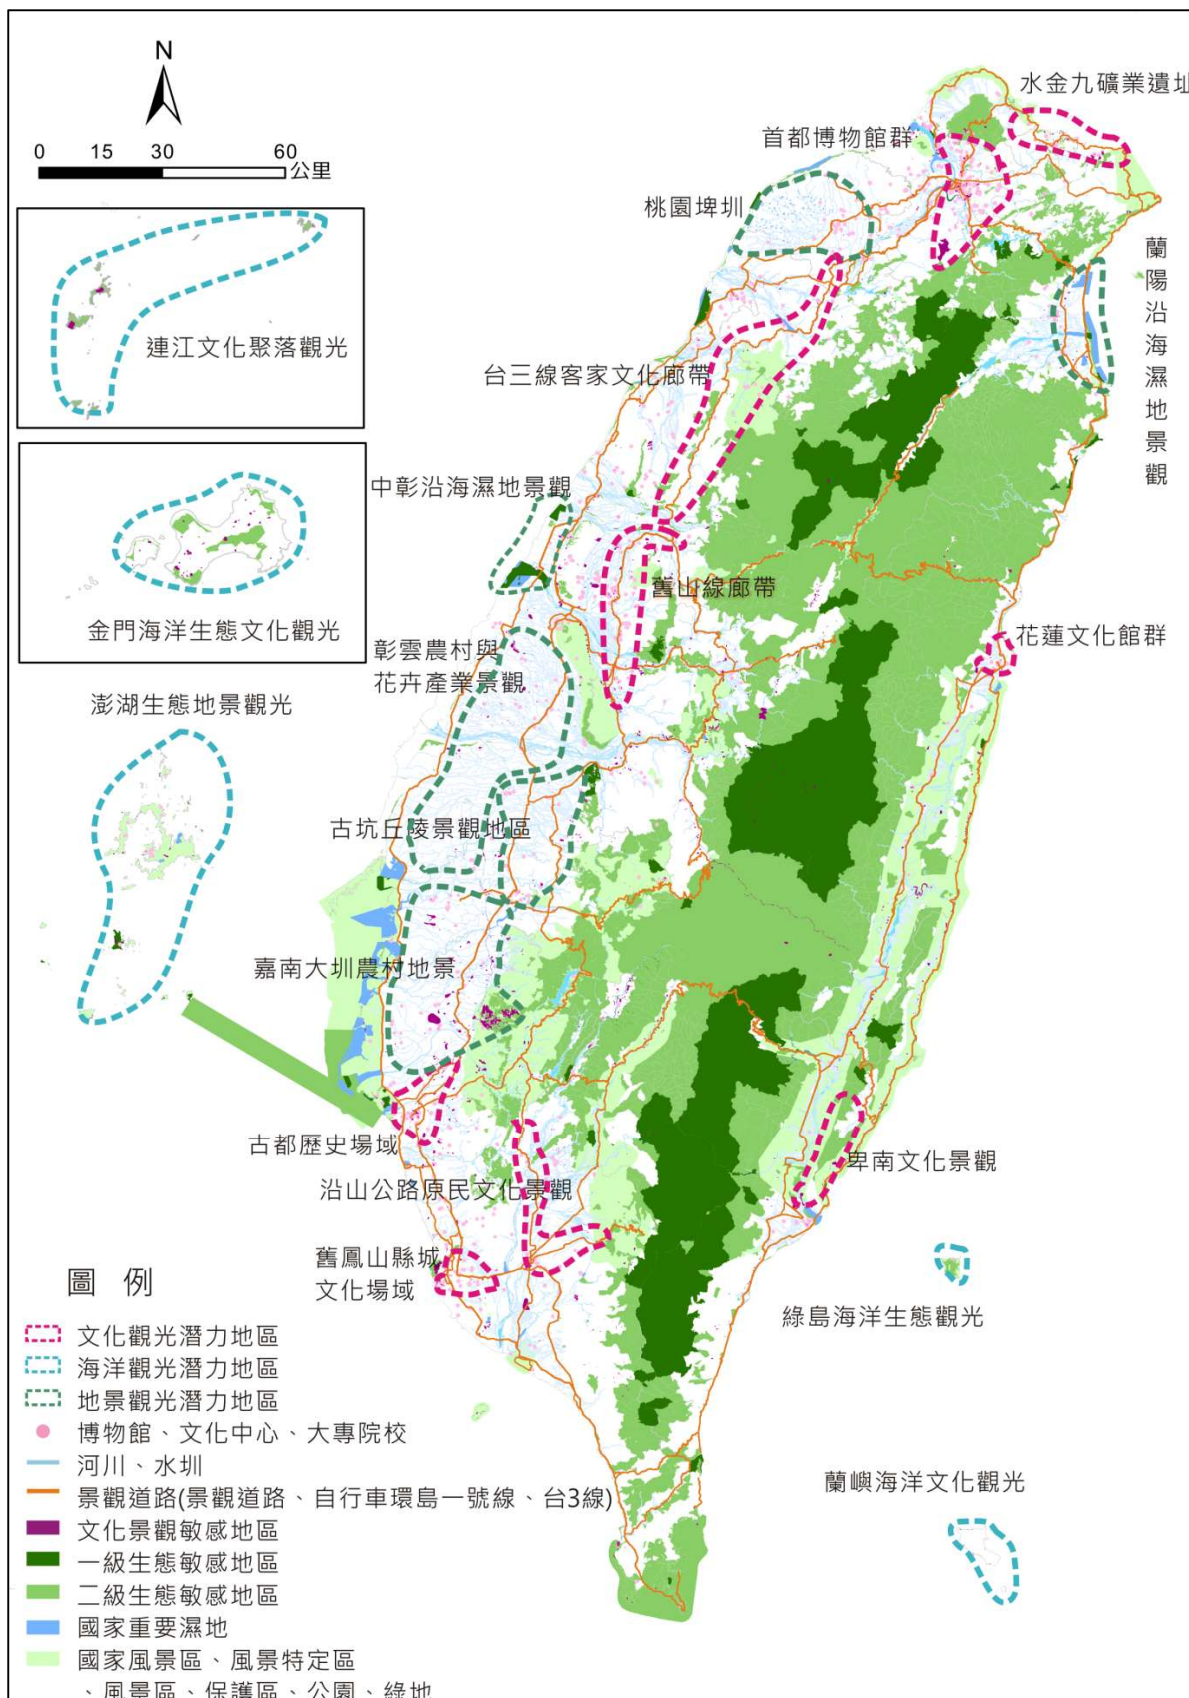 N
0 15 30 60
公里
水金九礦業遺址
首都博物館群
桃園埤圳
蘭陽沿海濕地景觀
連江文化聚落觀光
台三線客家文化廊帶
中彰沿海濕地景觀
舊山線廊帶
金門海洋生態文化觀光
花蓮文化館群
彰雲農村與
花卉產業景觀
澎湖生態地景觀光
古坑丘陵景觀地區
嘉南大圳農村地景
古都歷史場域
卑南文化景觀
沿山公路原民文化景觀
舊鳳山縣城
文化場域
綠島海洋生態觀光
蘭嶼海洋文化觀光
圖 例
文化觀光潛力地區
海洋觀光潛力地區
地景觀光潛力地區
博物館、文化中心、大專院校
河川、水圳
景觀道路(景觀道路、自行車環島一號線、台3線)
文化景觀敏感地區
一級生態敏感地區
二級生態敏感地區
國家重要濕地
國家風景區、風景特定區
、風景區、保護區、公園、綠地